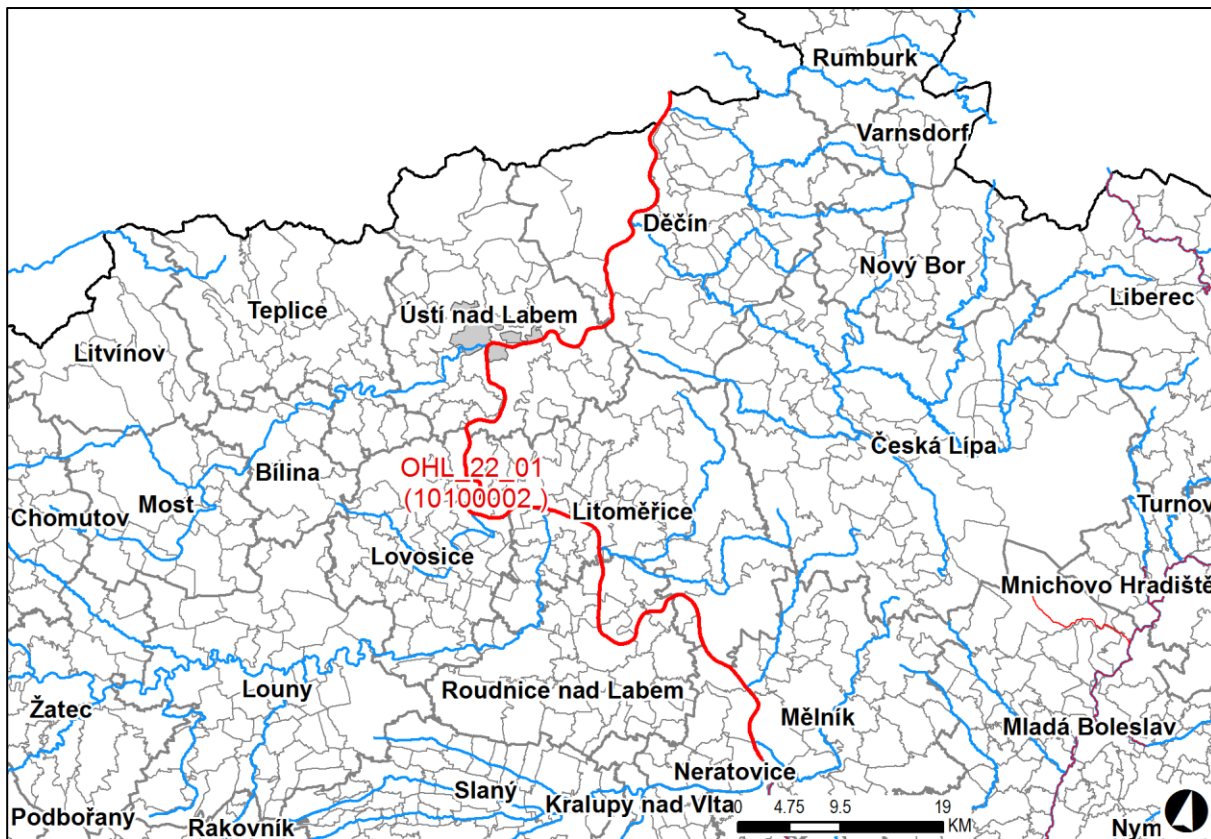 Rumburk
Varnsdorf
Děčín
Nový Bor
Liberec
Teplice
Ústí nad Labem
Litvínov
Česká Lípa
Bílina
OHL_22_01
(10100002_)
Most
Litoměřice
Chomutov
Turnov
Lovosice
Mnichovo Hradiště
Louny
Roudnice nad Labem
Žatec
Mělník
Mladá Boleslav
Neratovice
Slaný
Kralupy nad Vlta
0 4.75 9.5 19
KM
Podbořany
Rakovník
Nym